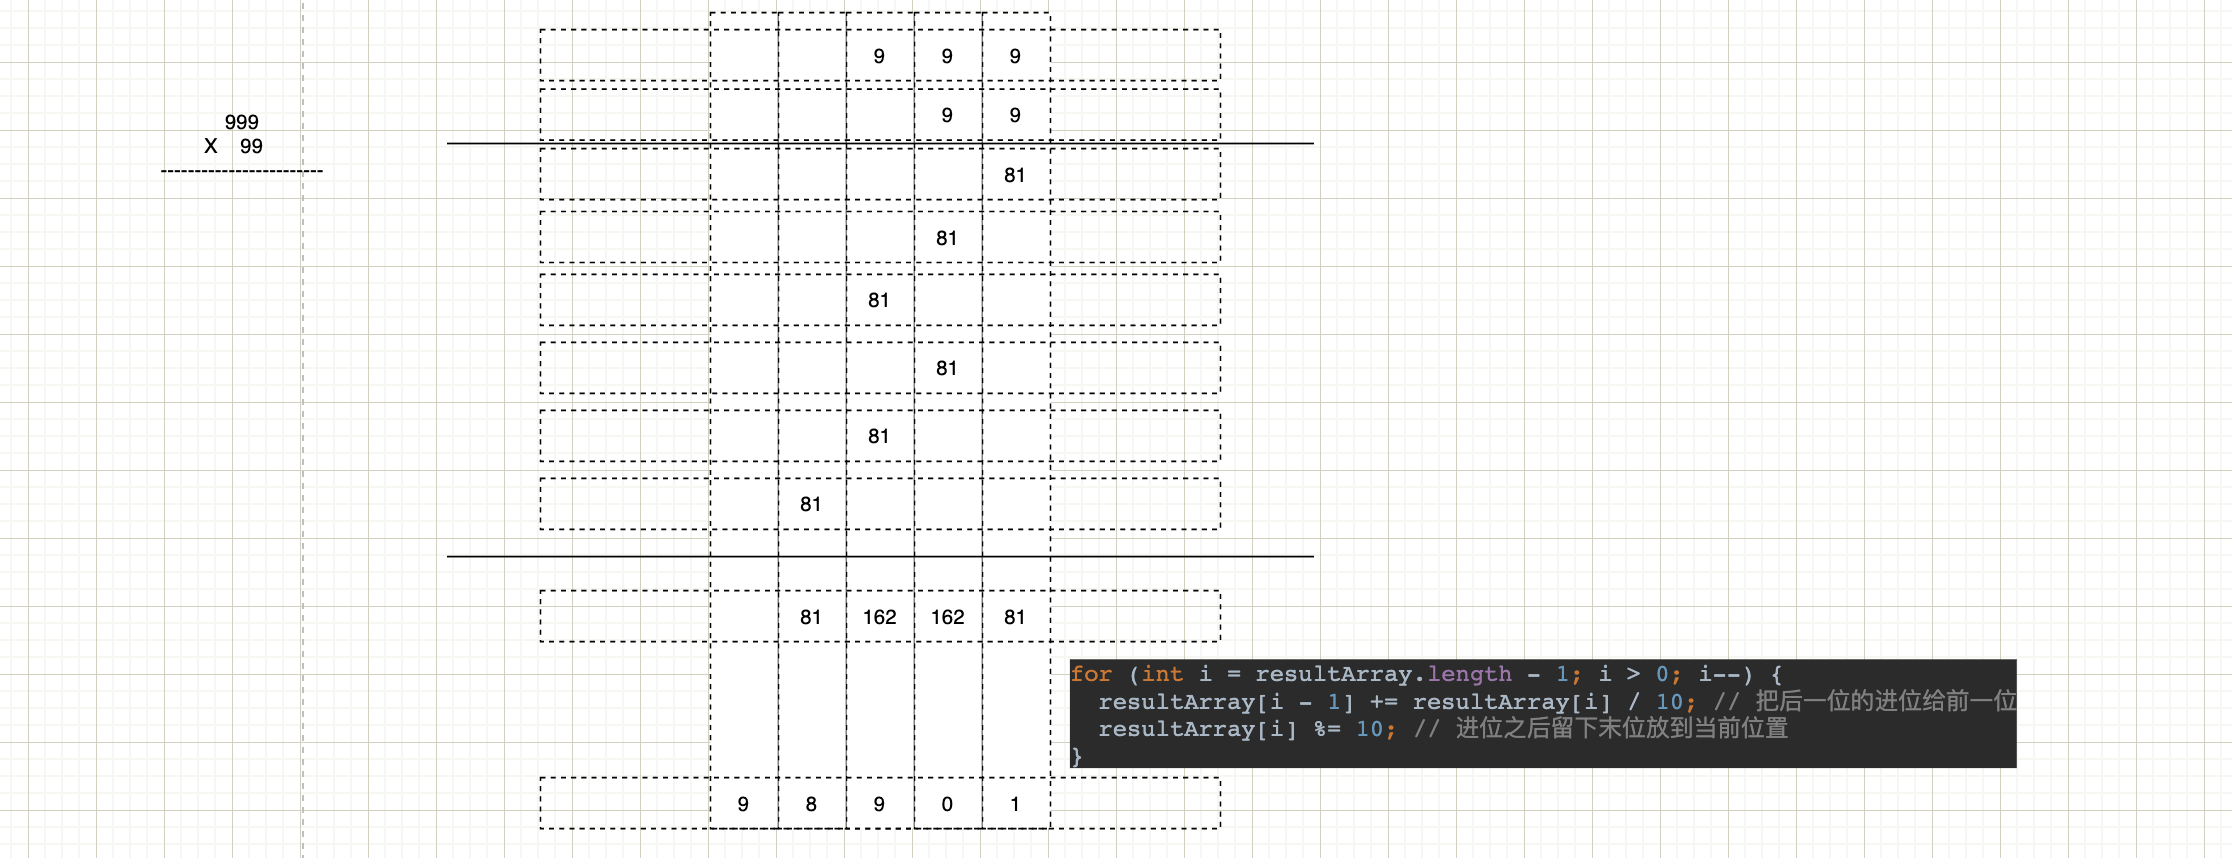 999
X 99
9 9 9
9 9
81
81
81
81
81
81
81 162 162 81
for (int i = resultArray.length - 1; i > 0; i--) {
resultArray[i - 1] += resultArray[i] / 10; // 把后一位的进位给前一位
resultArray[i] %= 10; // 进位之后留下末位放到当前位置
}
9 8 9 0 1